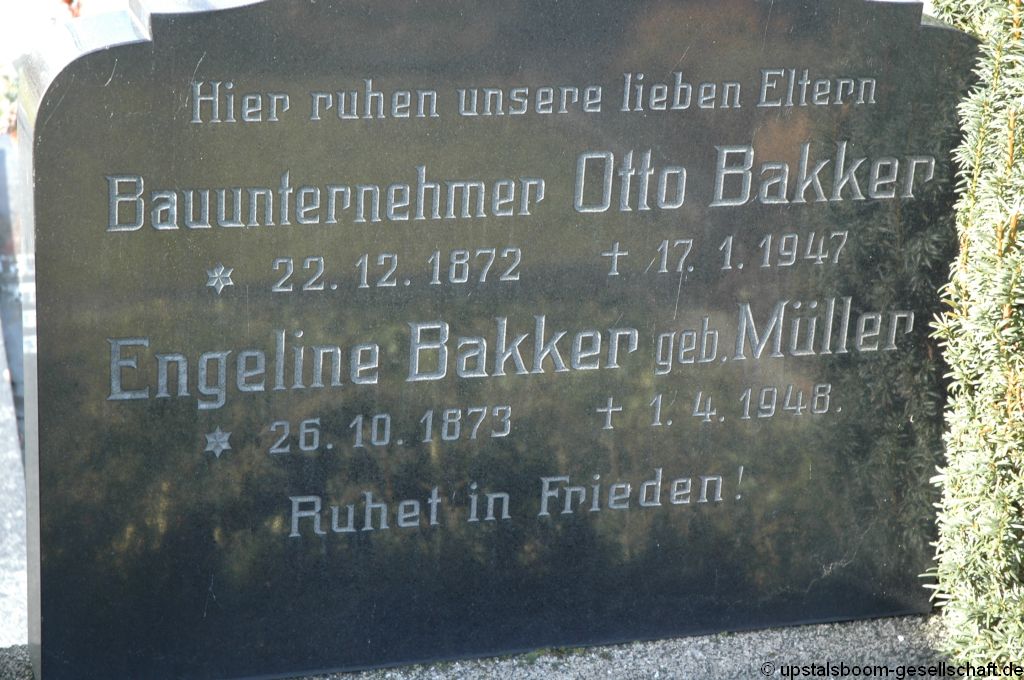 Hier ruhen unsere lieben Eltern
Bauunternehmer Otto Bakker
* 22. 12. 1872 † 17. 1. 1947
Engeline Bakker geb. Müller
* 26. 10. 1873 † 1. 4. 1948.
Ruhet in Frieden!
© upstalsboom-gesellschaft.de